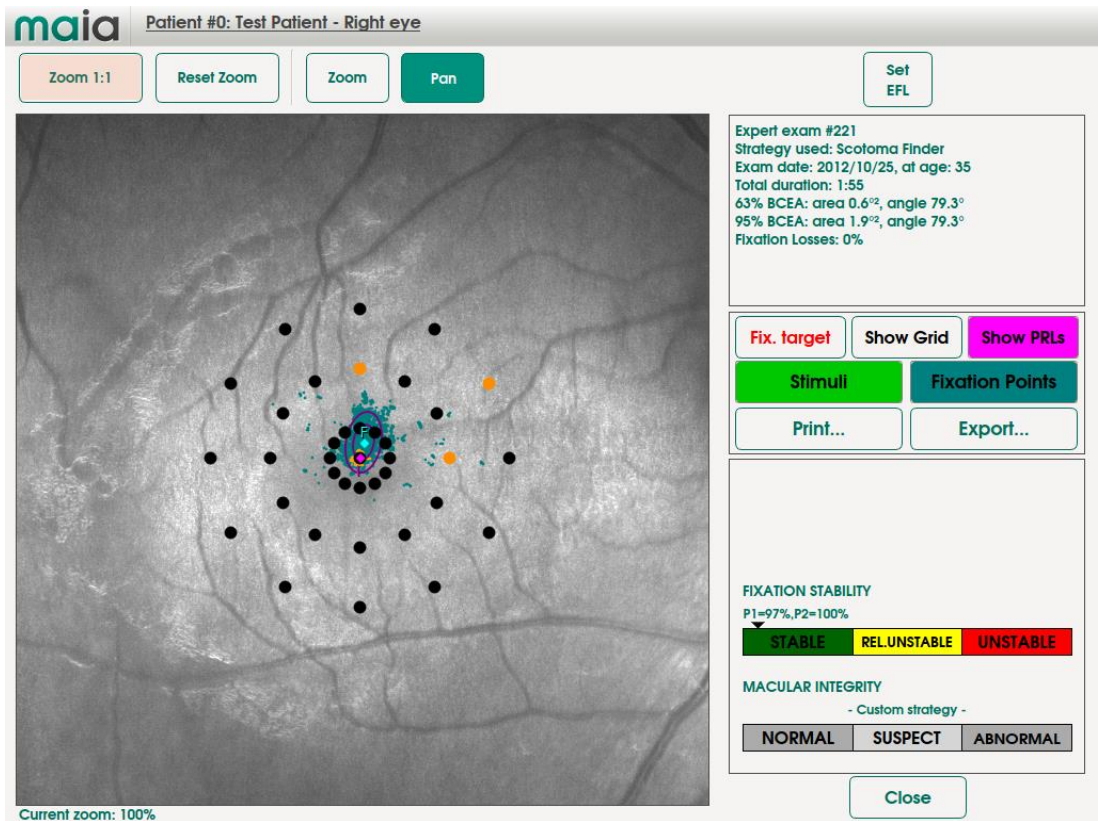 maia Patient #0: Test Patient - Right eye
Zoom 1:1 Reset Zoom Zoom Pan Set EFL
Expert exam #221
Strategy used: Scotoma Finder
Exam date: 2012/10/25, at age: 35
Total duration: 1:55
63% BCEA: area 0.6°², angle 79.3°
95% BCEA: area 1.9°², angle 79.3°
Fixation Losses: 0%
Fix. target Show Grid Show PRLs
Stimuli Fixation Points
Print... Export...
F
FIXATION STABILITY
P1=97%,P2=100%
STABLE REL.UNSTABLE UNSTABLE
MACULAR INTEGRITY
- Custom strategy -
NORMAL SUSPECT ABNORMAL
Close
Current zoom: 100%